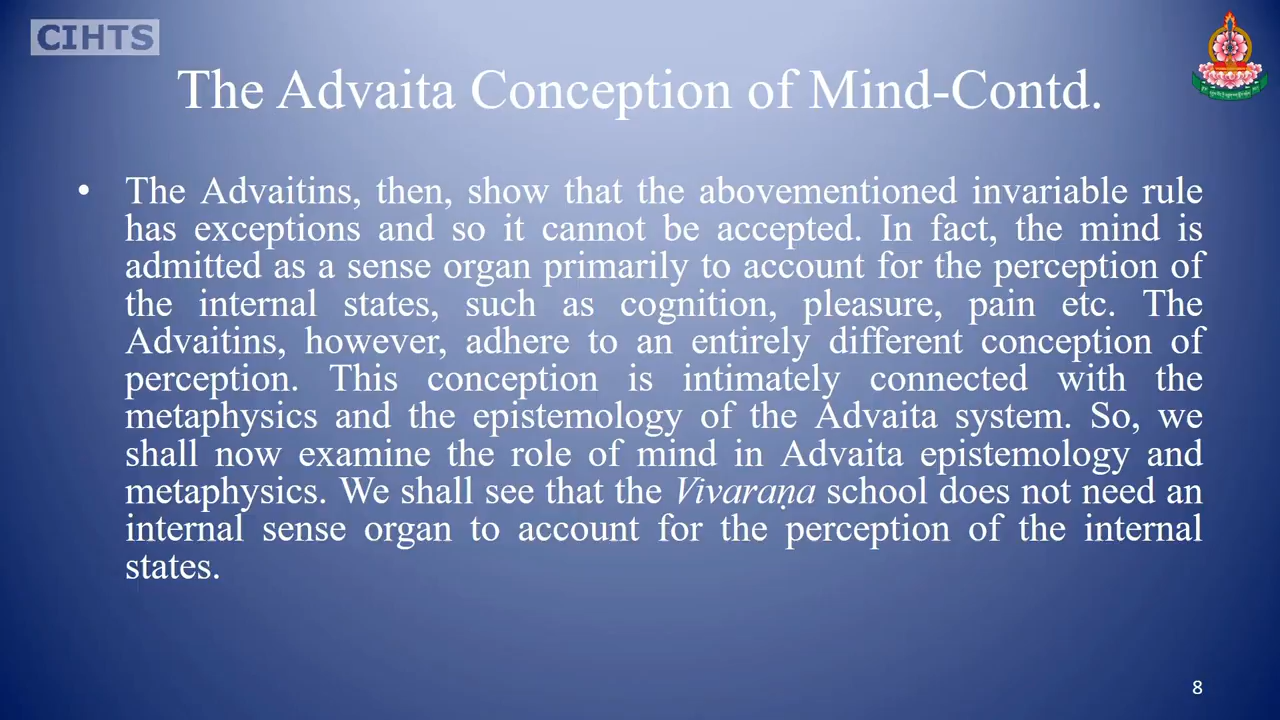 CIHTS
The Advaita Conception of Mind-Contd.
• The Advaitins, then, show that the abovementioned invariable rule
has exceptions and so it cannot be accepted. In fact, the mind is
admitted as a sense organ primarily to account for the perception of
the internal states, such as cognition, pleasure, pain etc. The
Advaitins, however, adhere to an entirely different conception of
perception. This conception is intimately connected with the
metaphysics and the epistemology of the Advaita system. So, we
shall now examine the role of mind in Advaita epistemology and
metaphysics. We shall see that the Vivaraṇa school does not need an
internal sense organ to account for the perception of the internal
states.
8